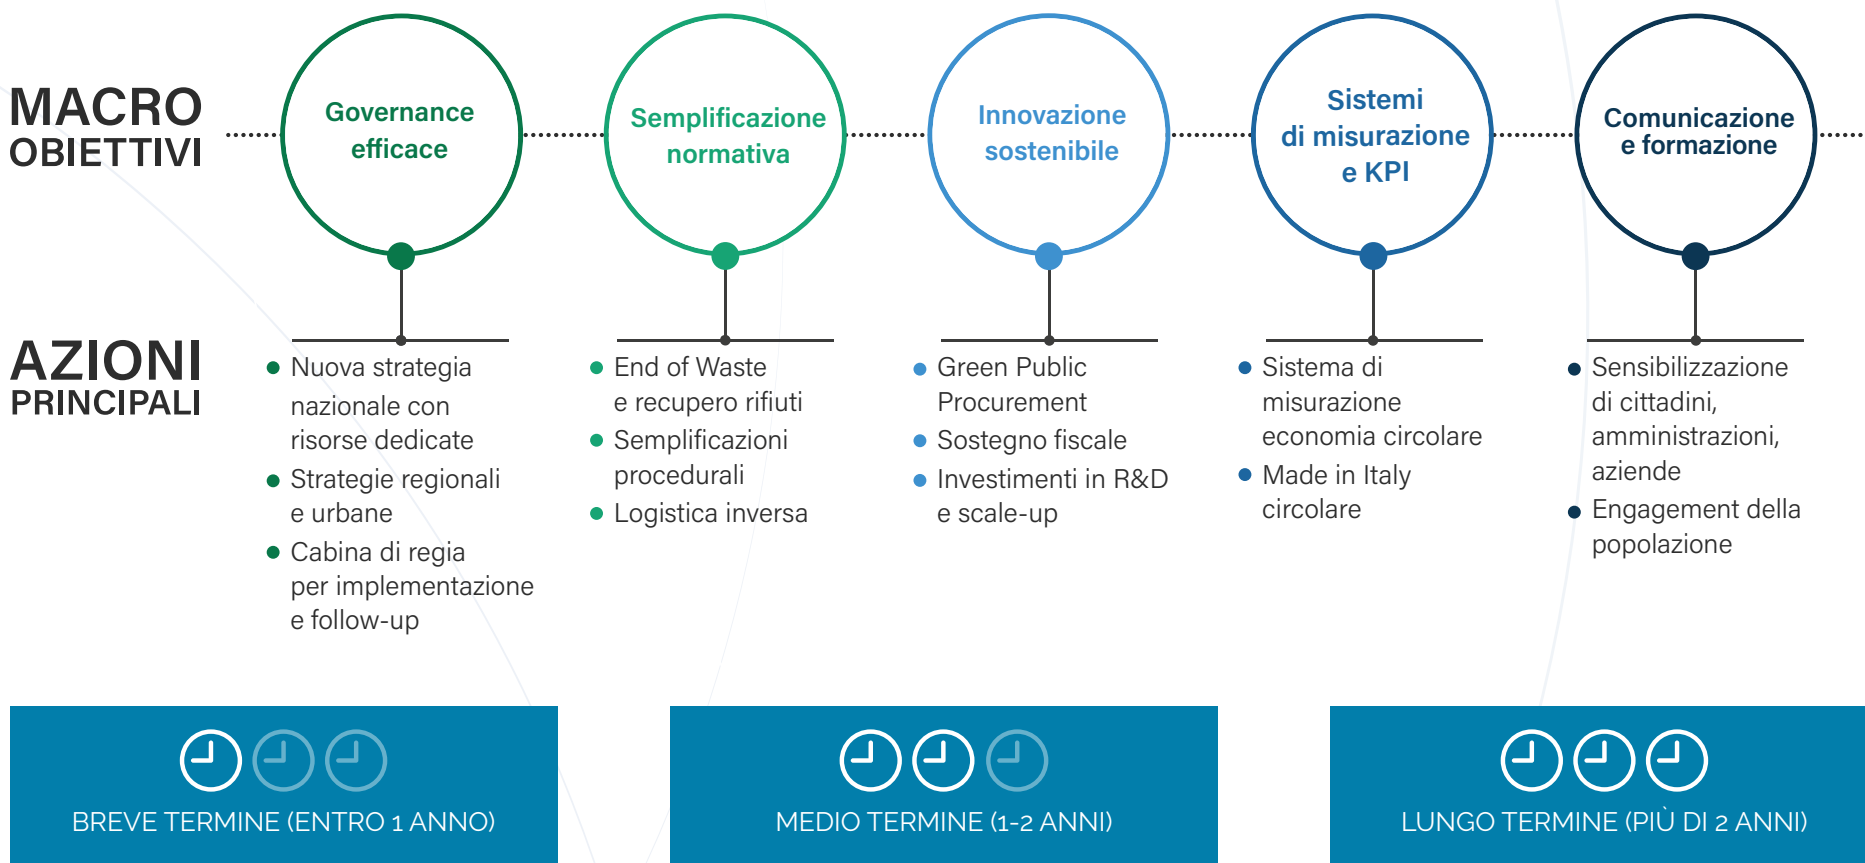 MACRO
OBIETTIVI
Governance
efficace
Semplificazione
normativa
Innovazione
sostenibile
Sistemi
di misurazione
e KPI
Comunicazione
e formazione
AZIONI
PRINCIPALI
Nuova strategia
nazionale con
risorse dedicate
Strategie regionali
e urbane
Cabina di regia
per implementazione
e follow-up
End of Waste
e recupero rifiuti
Semplificazioni
procedurali
Logistica inversa
Green Public
Procurement
Sostegno fiscale
Investimenti in R&D
e scale-up
Sistema di
misurazione
economia circolare
Made in Italy
circolare
Sensibilizzazione
di cittadini,
amministrazioni,
aziende
Engagement della
popolazione
BREVE TERMINE (ENTRO 1 ANNO)
MEDIO TERMINE (1-2 ANNI)
LUNGO TERMINE (PIÙ DI 2 ANNI)